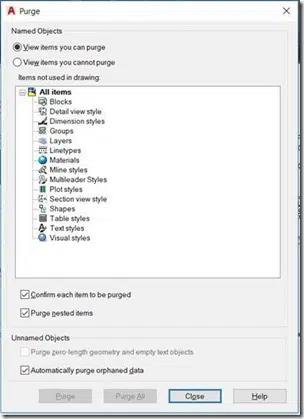 Purge
Named Objects
View items you can purge
View items you cannot purge
Items not used in drawing:
All items
Blocks
Detail view style
Dimension styles
Groups
Layers
Linetypes
Materials
Mline styles
Multileader Styles
Plot styles
Section view style
Shapes
Table styles
Text styles
Visual styles
Confirm each item to be purged
Purge nested items
Unnamed Objects
Purge zero-length geometry and empty text objects
Automatically purge orphaned data
Purge
Purge All
Close
Help